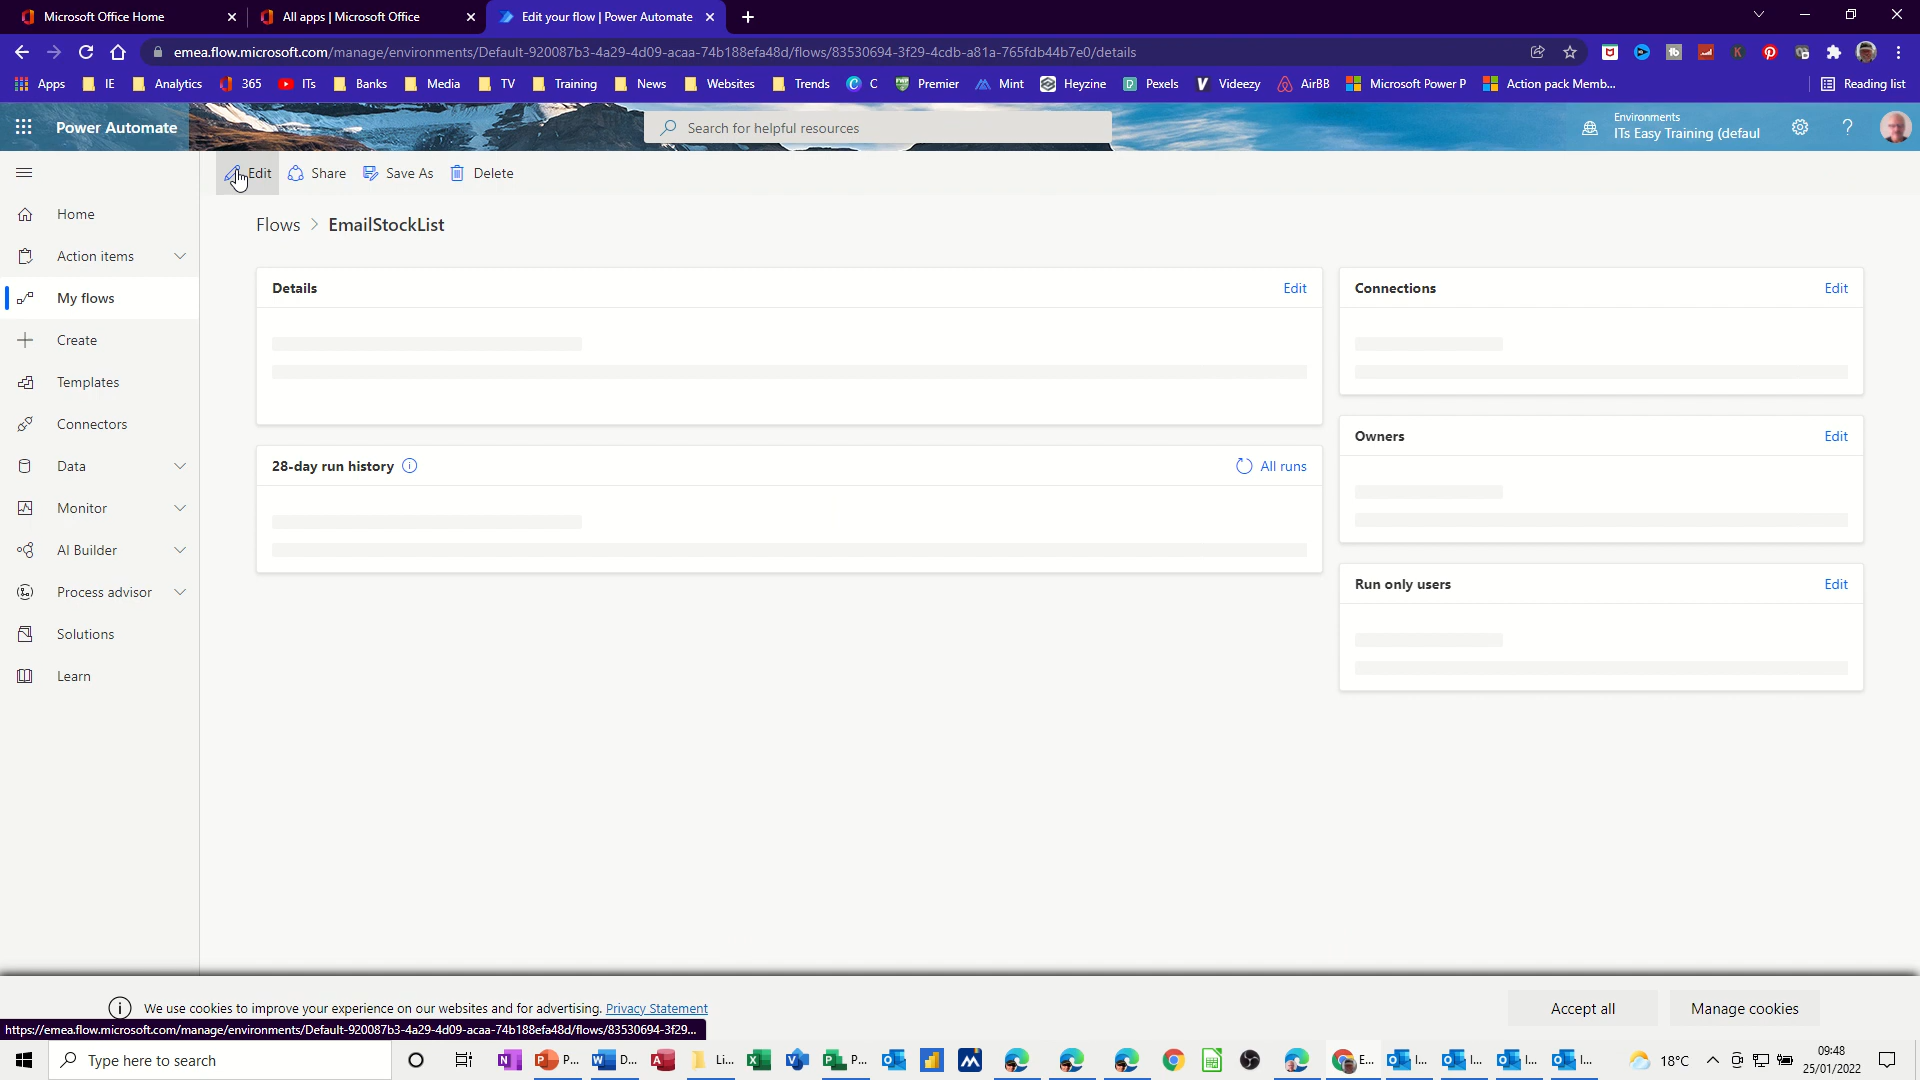 Microsoft Office Home
All apps | Microsoft Office
Edit your flow | Power Automate
emea.flow.microsoft.com/manage/environments/Default-920087b3-4a29-4d09-acaa-74b188efa48d/flows/83530694-3f29-4cdb-a81a-765fdb44b7e0/details
Apps IE Analytics 365 ITs Banks Media TV Training News Websites Trends C Premier Mint Heyzine Pexels Videezy AirBB Microsoft Power P Action pack Memb... Reading list
Power Automate
Search for helpful resources
Environments
ITs Easy Training (defaul
Edit Share Save As Delete
Home
Action items
My flows
Create
Templates
Connectors
Data
Monitor
AI Builder
Process advisor
Solutions
Learn
Flows > EmailStockList
Details Edit
28-day run history All runs
Connections Edit
Owners Edit
Run only users Edit
We use cookies to improve your experience on our websites and for advertising. Privacy Statement
Accept all
Manage cookies
https://emea.flow.microsoft.com/manage/environments/Default-920087b3-4a29-4d09-acaa-74b188efa48d/flows/83530694-3f29...
Type here to search
P... D... Li... P... E... I... I... I... I...
18°C
09:48
25/01/2022